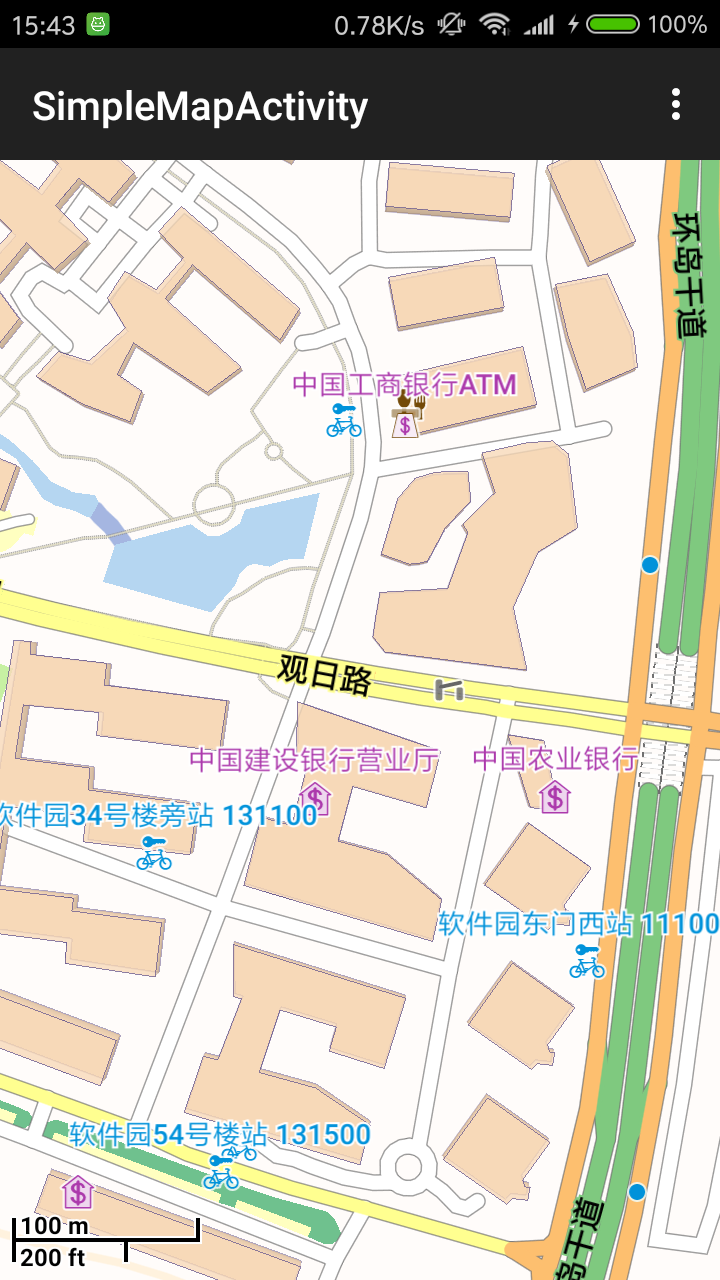 15:43
0.78K/s
100%
SimpleMapActivity
环岛干道
中国工商银行ATM
$
观日路
中国建设银行营业厅
中国农业银行
$
$
软件园34号楼旁站 131100
软件园东门西站 11100
软件园54号楼站 131500
$
岛干道
100 m
200 ft